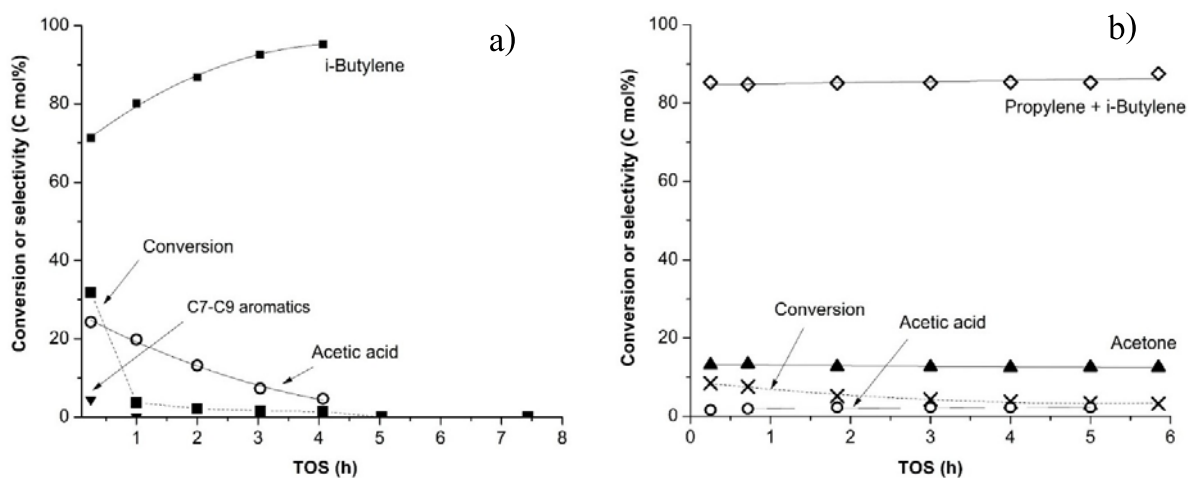 Conversion or selectivity (C mol%)
100
80
60
40
20
0
a)
i-Butylene
Conversion
C7-C9 aromatics
Acetic acid
1
2
3
4
5
6
7
8
TOS (h)
Conversion or selectivity (C mol%)
100
80
60
40
20
0
b)
Propylene + i-Butylene
Conversion
Acetic acid
Acetone
0
1
2
3
4
5
6
TOS (h)